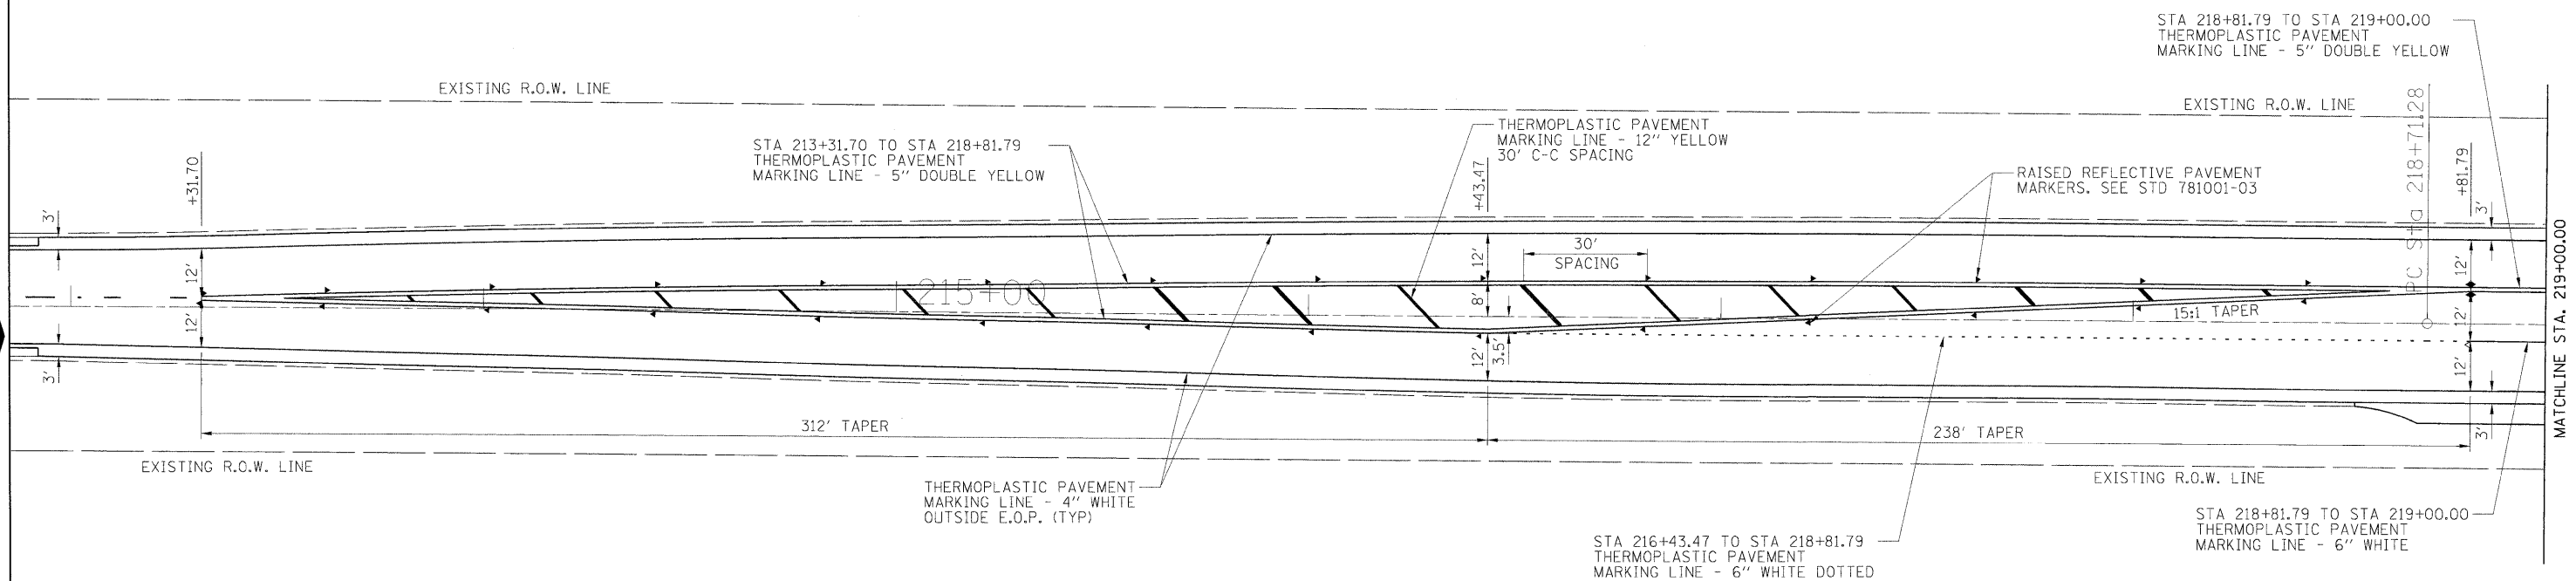 STA 218+81.79 TO STA 219+00.00
THERMOPLASTIC PAVEMENT
MARKING LINE - 5" DOUBLE YELLOW
EXISTING R.O.W. LINE
EXISTING R.O.W. LINE
STA 213+31.70 TO STA 218+81.79
THERMOPLASTIC PAVEMENT
MARKING LINE - 5" DOUBLE YELLOW
THERMOPLASTIC PAVEMENT
MARKING LINE - 12" YELLOW
30' C-C SPACING
RAISED REFLECTIVE PAVEMENT
MARKERS. SEE STD 781001-03
+31.70
+43.47
PC Sta 218+71.28
+81.79
3'
3'
12'
12'
30'
SPACING
12'
215+00
8'
12'
12'
15:1 TAPER
3.5'
12'
12'
3'
3'
MATCHLINE STA. 219+00.00
312' TAPER
238' TAPER
EXISTING R.O.W. LINE
EXISTING R.O.W. LINE
THERMOPLASTIC PAVEMENT
MARKING LINE - 4" WHITE
OUTSIDE E.O.P. (TYP)
STA 218+81.79 TO STA 219+00.00
THERMOPLASTIC PAVEMENT
MARKING LINE - 6" WHITE
STA 216+43.47 TO STA 218+81.79
THERMOPLASTIC PAVEMENT
MARKING LINE - 6" WHITE DOTTED